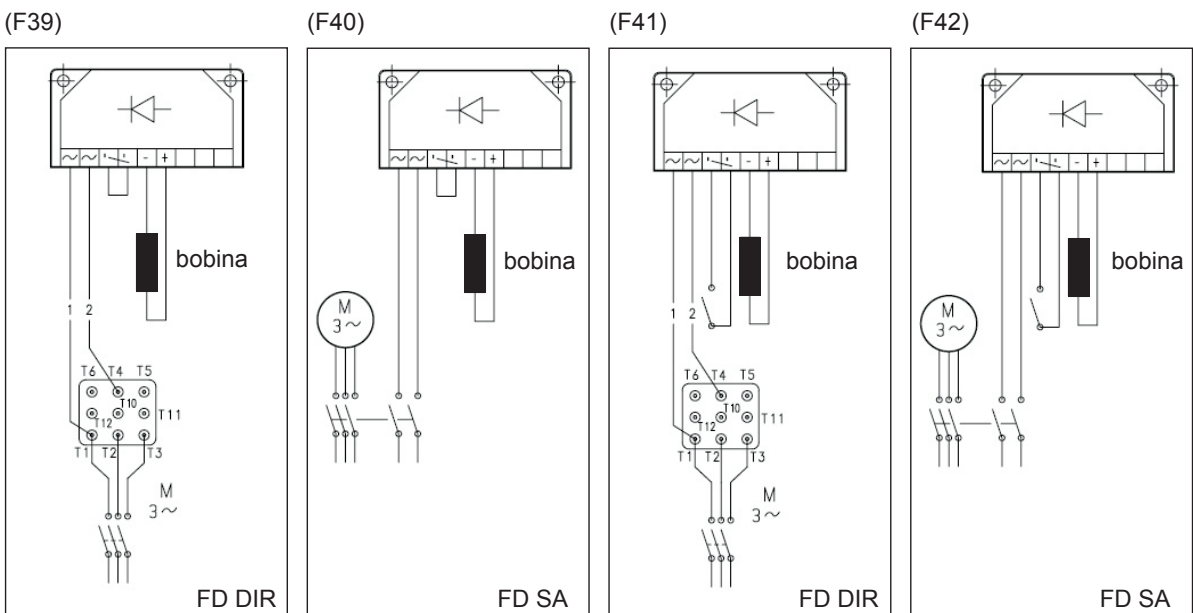 (F39)
~ ~ - +
bobina
1 2
T6 T4 T5
T10
T12 T11
T1 T2 T3
M
3~
FD DIR
(F40)
~ ~ - +
bobina
M
3~
FD SA
(F41)
~ ~ - +
bobina
1 2
T6 T4 T5
T10
T12 T11
T1 T2 T3
M
3~
FD DIR
(F42)
~ ~ - +
bobina
M
3~
FD SA